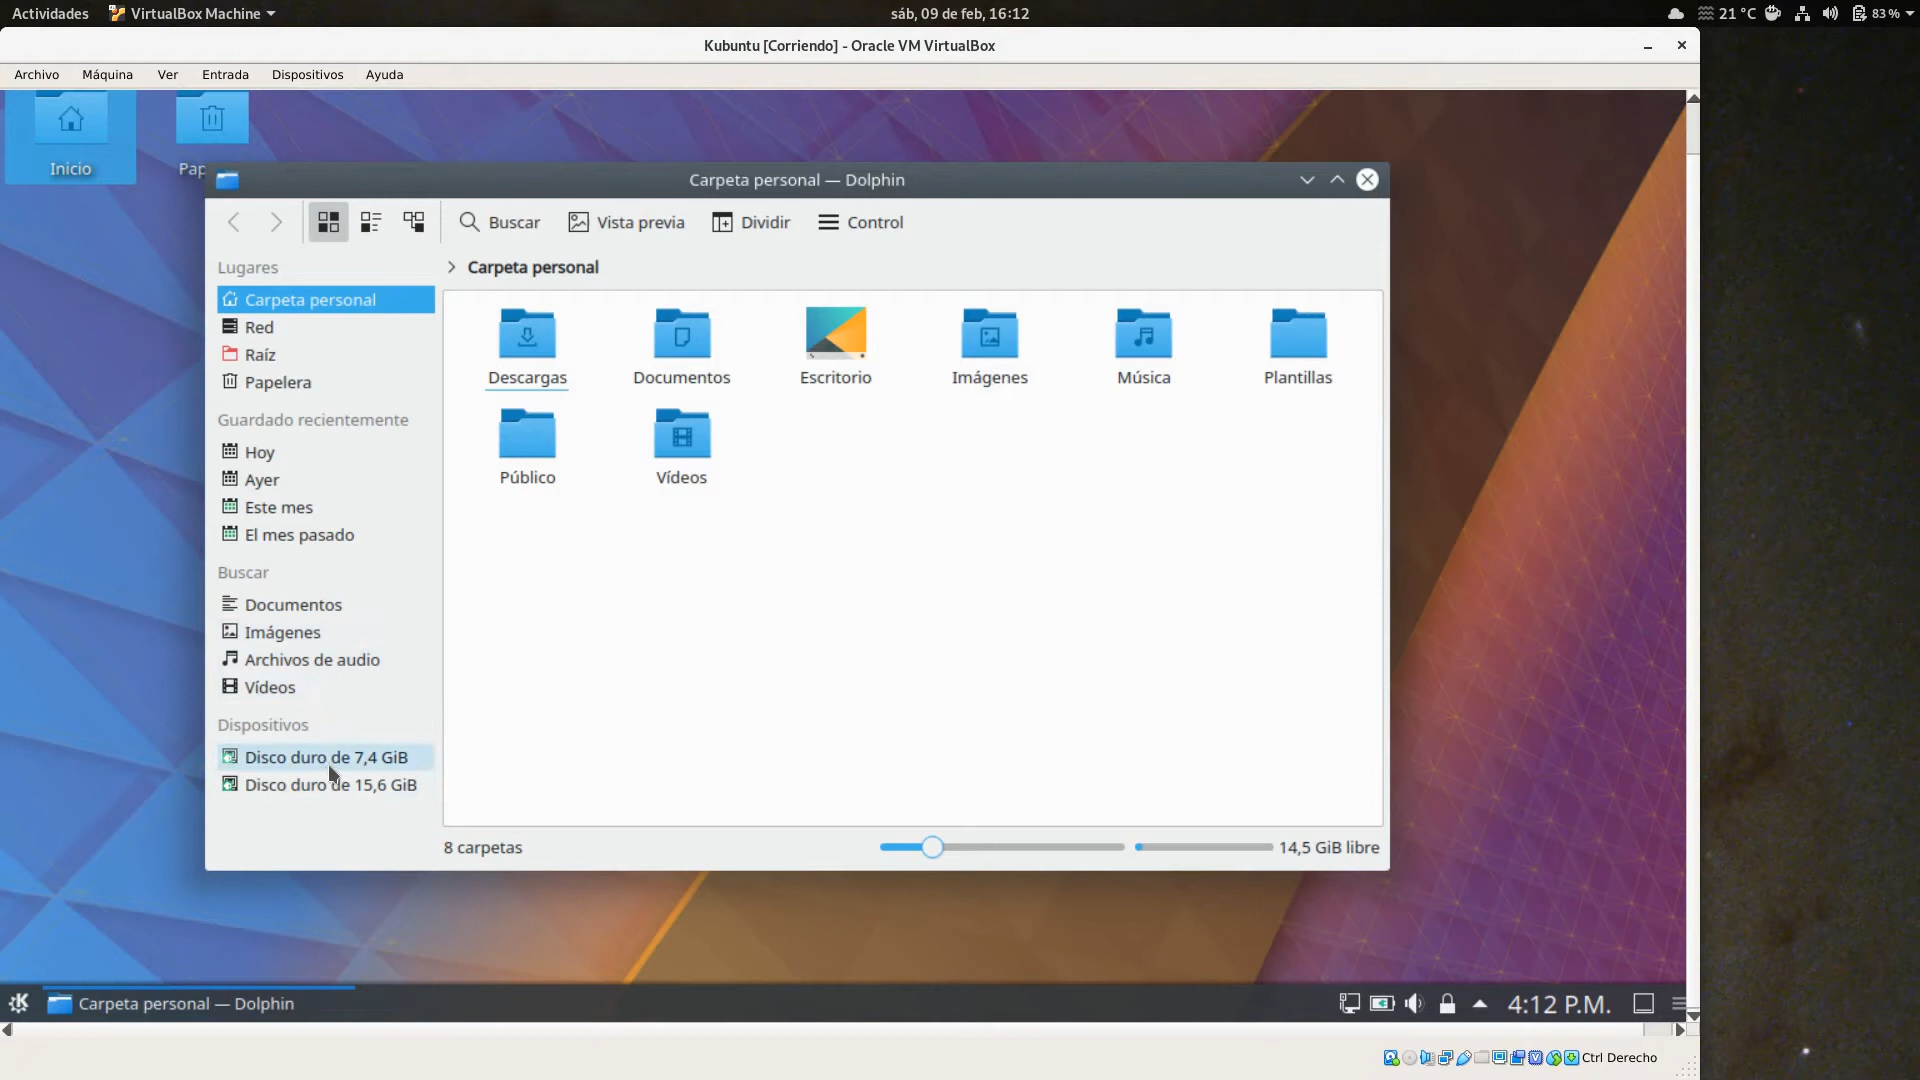 Actividades VirtualBox Machine sáb, 09 de feb, 16:12 21 °C 83 %
Kubuntu [Corriendo] - Oracle VM VirtualBox
Archivo Máquina Ver Entrada Dispositivos Ayuda
Inicio
Carpeta personal — Dolphin
Buscar Vista previa Dividir Control
Lugares
Carpeta personal
Red
Raíz
Papelera
Guardado recientemente
Hoy
Ayer
Este mes
El mes pasado
Buscar
Documentos
Imágenes
Archivos de audio
Vídeos
Dispositivos
Disco duro de 7,4 GiB
Disco duro de 15,6 GiB
Carpeta personal
Descargas Documentos Escritorio Imágenes Música Plantillas
Público Vídeos
8 carpetas 14,5 GiB libre
Carpeta personal — Dolphin 4:12 P.M.
Ctrl Derecho